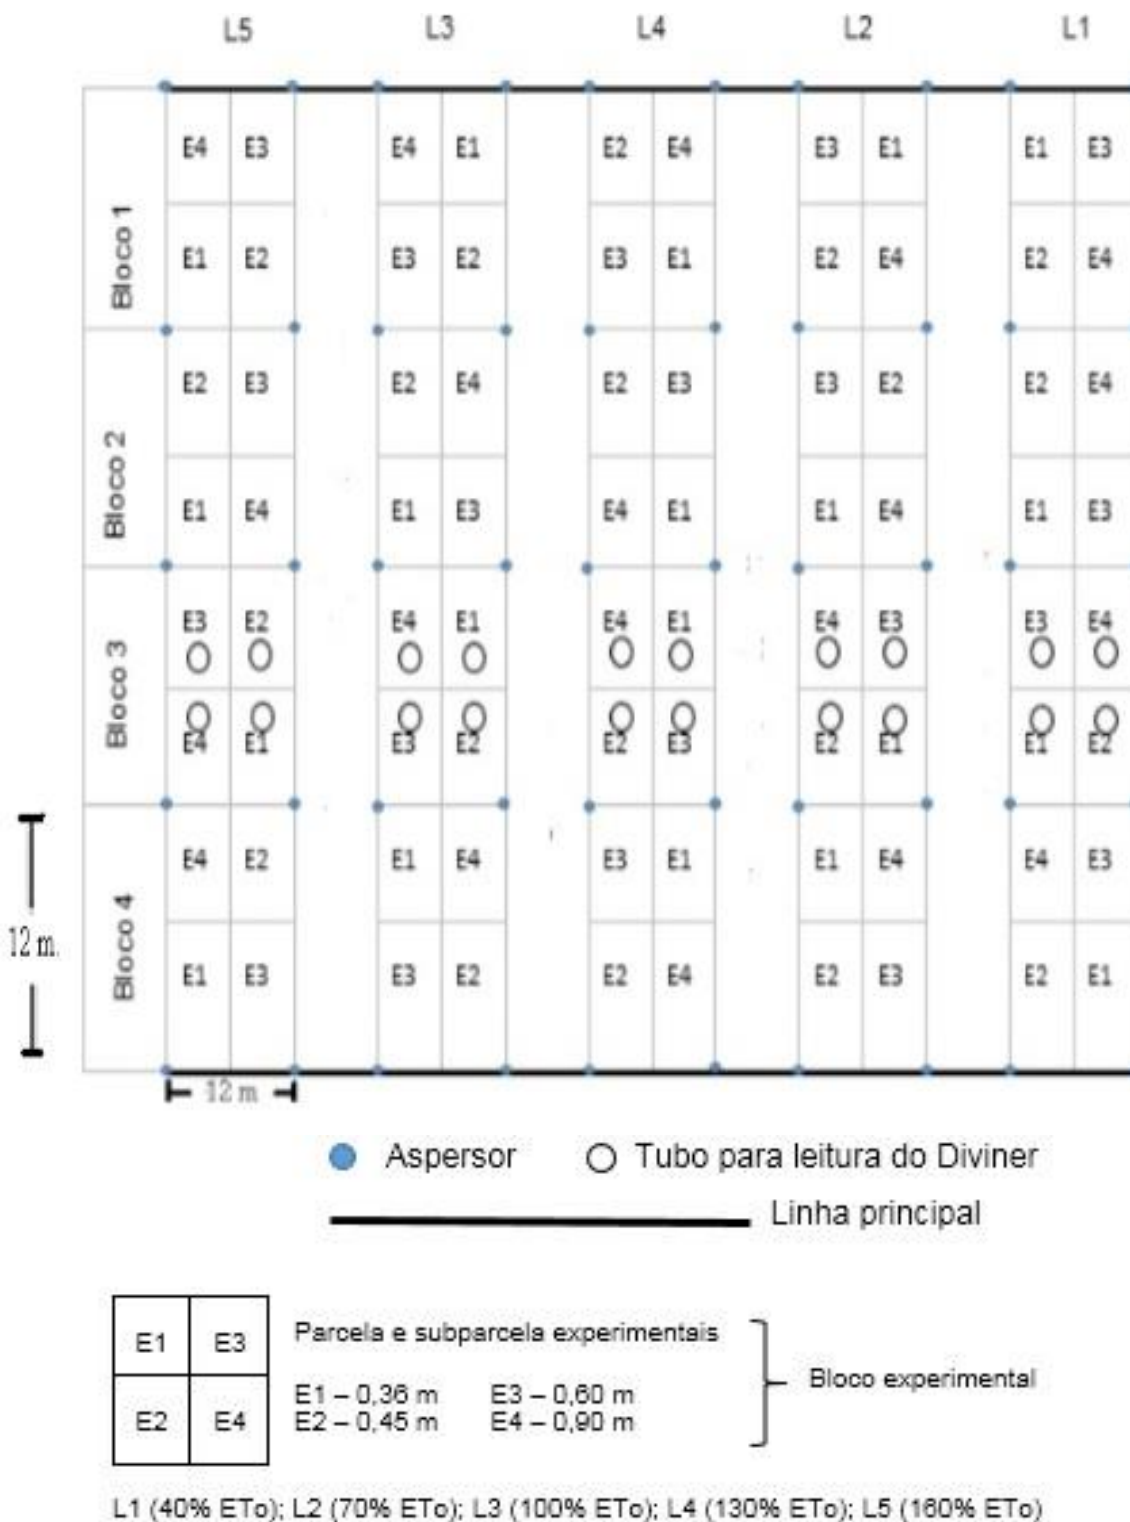 L5 L3 L4 L2 L1
Bloco 1
E4 E3 E4 E1 E2 E4 E3 E1 E1 E3
E1 E2 E3 E2 E3 E1 E2 E4 E2 E4
Bloco 2
E2 E3 E2 E4 E2 E3 E3 E2 E2 E4
E1 E4 E1 E3 E4 E1 E1 E4 E1 E3
Bloco 3
E3 E2 E4 E1 E4 E1 E4 E3 E3 E4
E4 E1 E3 E2 E2 E3 E2 E1 E1 E2
Bloco 4
E4 E2 E1 E4 E3 E1 E1 E4 E4 E3
12 m.
E1 E3 E3 E2 E2 E4 E2 E3 E2 E1
12 m
Aspersor Tubo para leitura do Diviner
Linha principal
E1 E3
E2 E4
Parcela e subparcela experimentais
E1 – 0,36 m E3 – 0,60 m
E2 – 0,45 m E4 – 0,90 m
Bloco experimental
L1 (40% ETo); L2 (70% ETo); L3 (100% ETo); L4 (130% ETo); L5 (160% ETo)